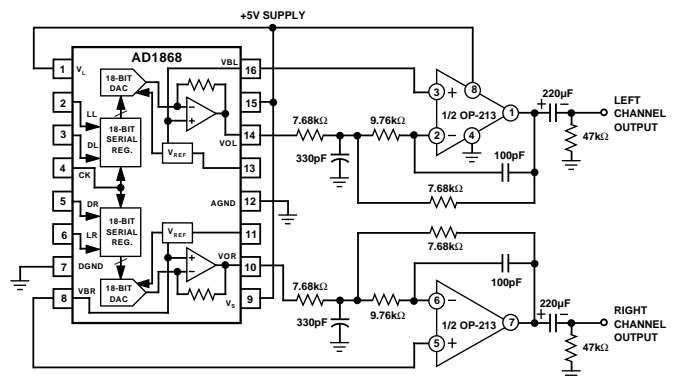 +5V SUPPLY
AD1868
1
VL
2
LL
3
DL
4
CK
5
DR
6
LR
7
DGND
8
VBR
18-BIT
DAC
18-BIT
SERIAL
REG.
18-BIT
SERIAL
REG.
18-BIT
DAC
VREF
VREF
VBL
16
15
VOL
14
13
AGND
12
11
VOR
10
VS
9
7.68kΩ
330pF
9.76kΩ
100pF
7.68kΩ
3
+
2
−
8
1
4
1/2 OP-213
220µF
+
−
47kΩ
LEFT
CHANNEL
OUTPUT
7.68kΩ
330pF
9.76kΩ
7.68kΩ
100pF
6
−
5
+
7
1/2 OP-213
220µF
+
−
47kΩ
RIGHT
CHANNEL
OUTPUT
−
+
+
−